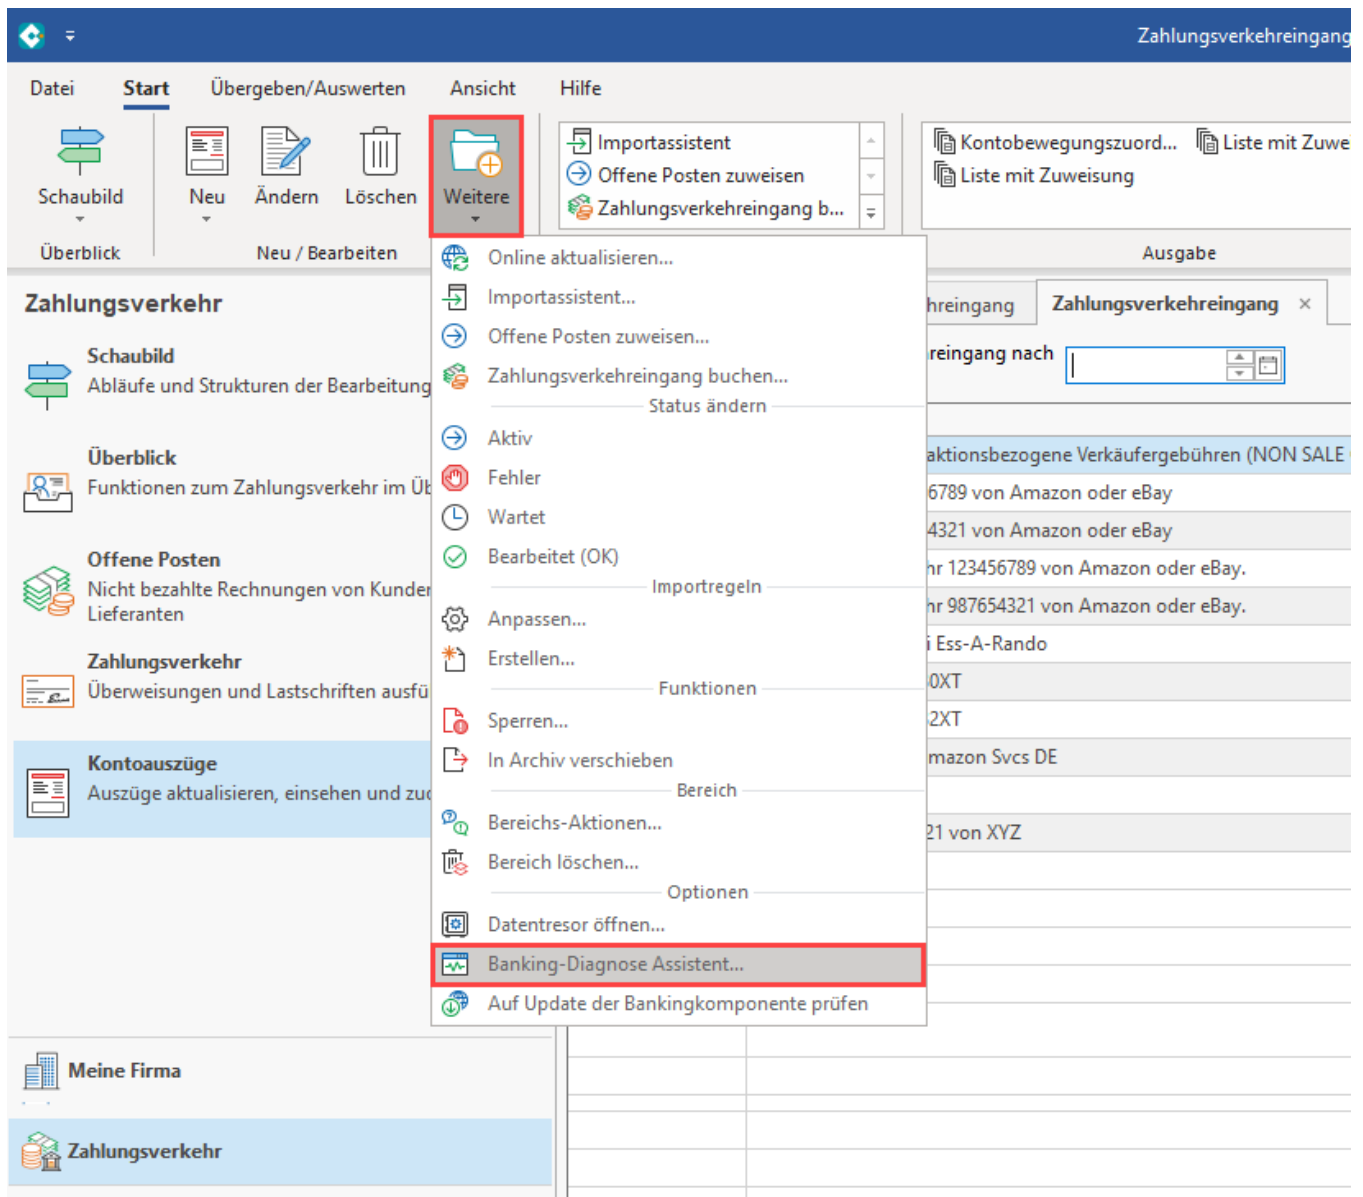 Zahlungsverkehreingang
Datei Start Übergeben/Auswerten Ansicht Hilfe
Schaubild
Überblick
Neu Ändern Löschen
Neu / Bearbeiten
Weitere
Importassistent
Offene Posten zuweisen
Zahlungsverkehreingang b...
Kontobewegungszuord... Liste mit Zuwei
Liste mit Zuweisung
Ausgabe
Zahlungsverkehr
Schaubild
Abläufe und Strukturen der Bearbeitung
Überblick
Funktionen zum Zahlungsverkehr im Üb
Offene Posten
Nicht bezahlte Rechnungen von Kunden
Lieferanten
Zahlungsverkehr
Überweisungen und Lastschriften ausfü
Kontoauszüge
Auszüge aktualisieren, einsehen und zuo
Meine Firma
Zahlungsverkehr
Online aktualisieren...
Importassistent...
Offene Posten zuweisen...
Zahlungsverkehreingang buchen...
Status ändern
Aktiv
Fehler
Wartet
Bearbeitet (OK)
Importregeln
Anpassen...
Erstellen...
Funktionen
Sperren...
In Archiv verschieben
Bereich
Bereichs-Aktionen...
Bereich löschen...
Optionen
Datentresor öffnen...
Banking-Diagnose Assistent...
Auf Update der Bankingkomponente prüfen
hreingang Zahlungsverkehreingang ×
reingang nach
aktionsbezogene Verkäufergebühren (NON SALE
6789 von Amazon oder eBay
4321 von Amazon oder eBay
hr 123456789 von Amazon oder eBay.
hr 987654321 von Amazon oder eBay.
i Ess-A-Rando
0XT
2XT
mazon Svcs DE
21 von XYZ